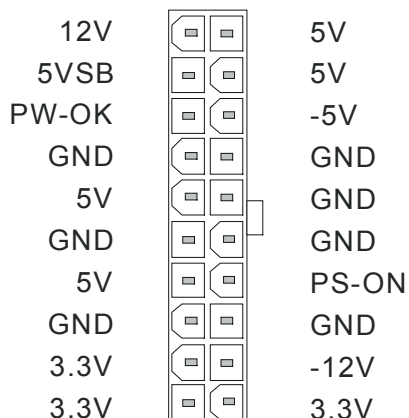 12V 5V
5VSB 5V
PW-OK -5V
GND GND
5V GND
GND GND
5V PS-ON
GND GND
3.3V -12V
3.3V 3.3V